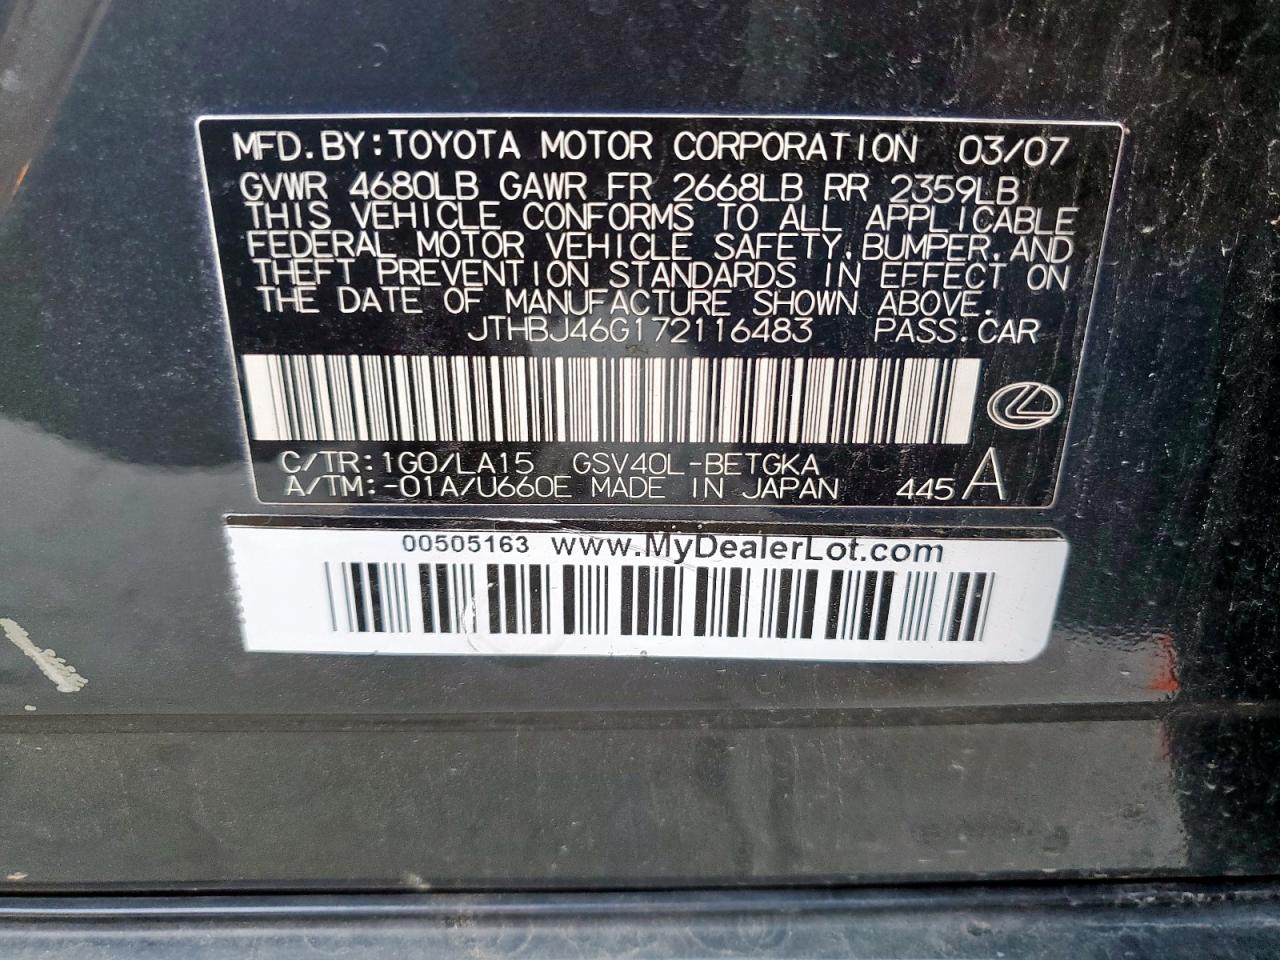 MFD.BY:TOYOTA MOTOR CORPORATION 03/07
GVWR 4680LB GAWR FR 2668LB RR 2359LB
THIS VEHICLE CONFORMS TO ALL APPLICABLE
FEDERAL MOTOR VEHICLE SAFETY,BUMPER,AND
THEFT PREVENTION STANDARDS IN EFFECT ON
THE DATE OF MANUFACTURE SHOWN ABOVE.
JTHBJ46G172116483 PASS.CAR
C/TR:1G0/LA15 GSV40L-BETGKA
A/TM:-01A/U660E MADE IN JAPAN 445 A
00505163 www.MyDealerLot.com